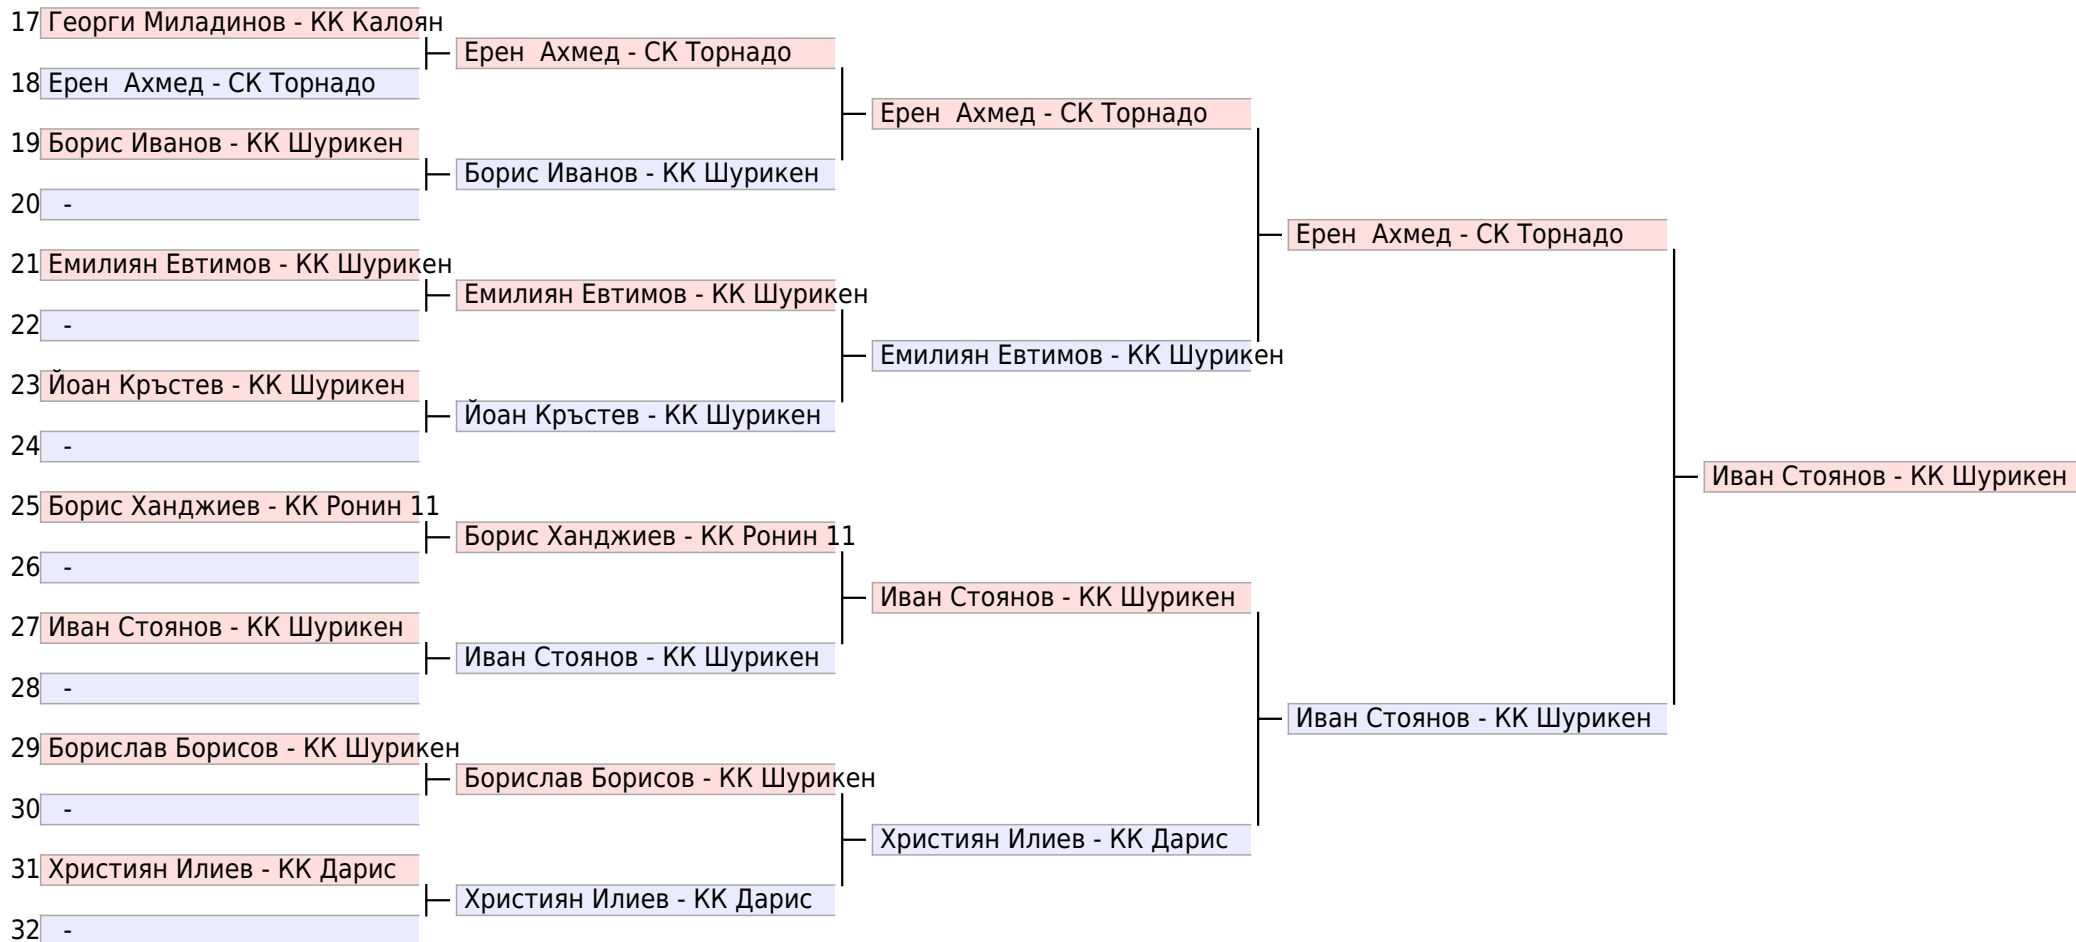 17 Георги Миладинов - КК Калоян
Ерен  Ахмед - СК Торнадо
18 Ерен  Ахмед - СК Торнадо
Ерен  Ахмед - СК Торнадо
19 Борис Иванов - КК Шурикен
Борис Иванов - КК Шурикен
20 -
Ерен  Ахмед - СК Торнадо
21 Емилиян Евтимов - КК Шурикен
Емилиян Евтимов - КК Шурикен
22 -
Емилиян Евтимов - КК Шурикен
23 Йоан Кръстев - КК Шурикен
Йоан Кръстев - КК Шурикен
24 -
Иван Стоянов - КК Шурикен
25 Борис Ханджиев - КК Ронин 11
Борис Ханджиев - КК Ронин 11
26 -
Иван Стоянов - КК Шурикен
27 Иван Стоянов - КК Шурикен
Иван Стоянов - КК Шурикен
28 -
Иван Стоянов - КК Шурикен
29 Борислав Борисов - КК Шурикен
Борислав Борисов - КК Шурикен
30 -
Християн Илиев - КК Дарис
31 Християн Илиев - КК Дарис
Християн Илиев - КК Дарис
32 -